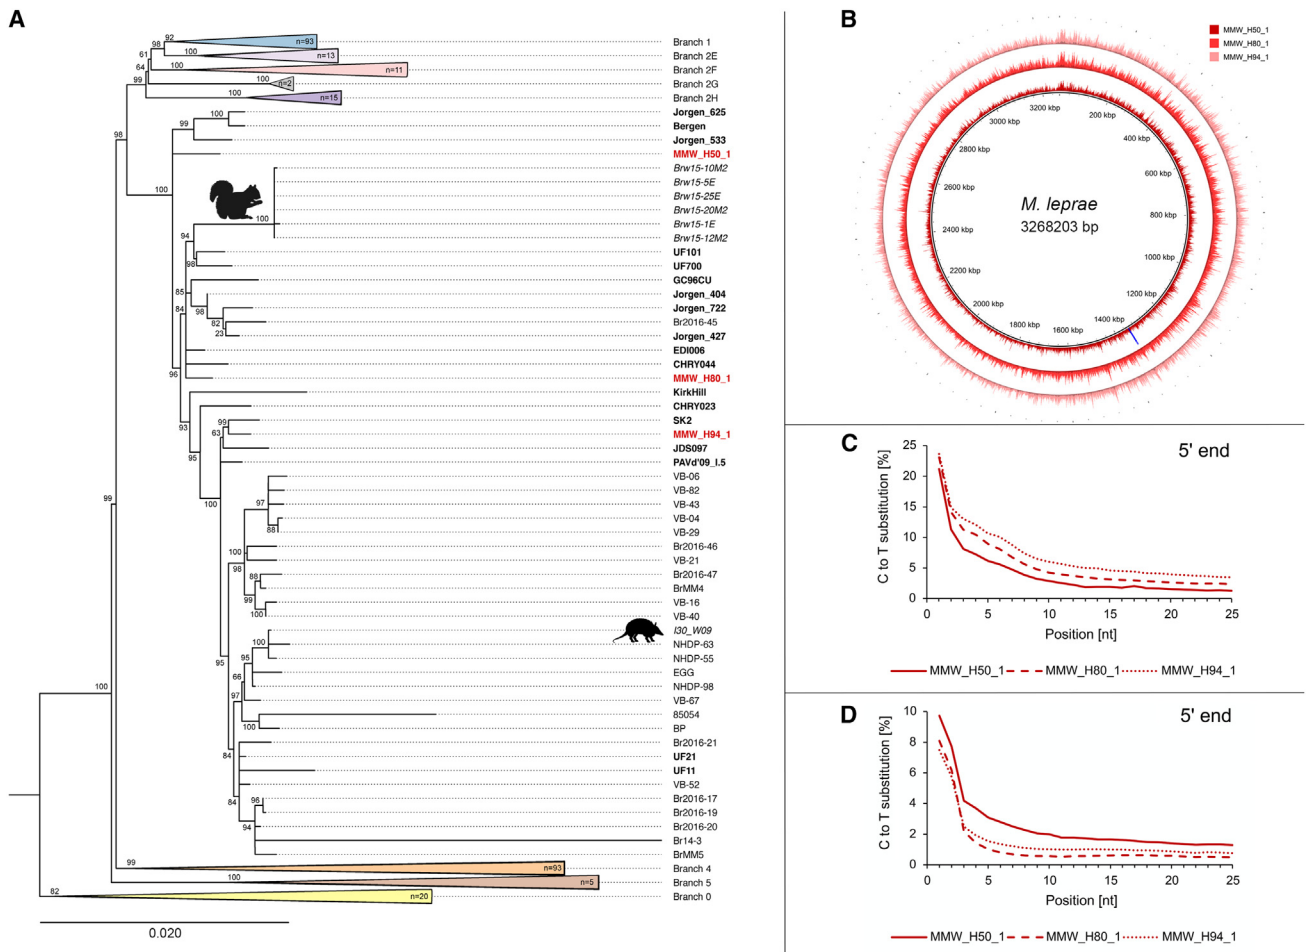 A
92
98
61
100
64
100
99
100
100
98
n=93
n=13
n=11
n=2
n=15
Branch 1
Branch 2E
Branch 2F
Branch 2G
Branch 2H
Jorgen_625
Bergen
Jorgen_533
MMW_H50_1
Brw15-10M2
Brw15-5E
Brw15-25E
Brw15-20M2
Brw15-1E
Brw15-12M2
UF101
UF700
GC96CU
Jorgen_404
Jorgen_722
Br2016-45
Jorgen_427
EDI006
CHRY044
MMW_H80_1
KirkHill
CHRY023
SK2
MMW_H94_1
JDS097
PAVd'09_I.5
VB-06
VB-82
VB-43
VB-04
VB-29
Br2016-46
VB-21
Br2016-47
BrMM4
VB-16
VB-40
I30_W09
NHDP-63
NHDP-55
EGG
NHDP-98
VB-67
85054
BP
Br2016-21
UF21
UF11
VB-52
Br2016-17
Br2016-19
Br2016-20
Br14-3
BrMM5
Branch 4
Branch 5
Branch 0
100
99
100
100
94
98
85
98
84
82
23
96
93
99
63
95
100
97
88
100
98
88
99
100
100
95
66
97
100
95
84
84
96
94
99
100
99
n=93
100
n=5
82
n=20
0.020
B
MMW_H50_1
MMW_H80_1
MMW_H94_1
200
400 kbp
600 kbp
800 kbp
1000 kbp
1200 kbp
1400 kbp
1600 kbp
1800 kbp
2000 kbp
2200 kbp
2400 kbp
2600 kbp
2800 kbp
3000 kbp
3200 kbp
M. leprae
3268203 bp
C
5' end
C to T substitution [%]
25
20
15
10
5
0
0 5 10 15 20 25
Position [nt]
MMW_H50_1 MMW_H80_1 MMW_H94_1
D
5' end
C to T substitution [%]
10
8
6
4
2
0
0 5 10 15 20 25
Position [nt]
MMW_H50_1 MMW_H80_1 MMW_H94_1